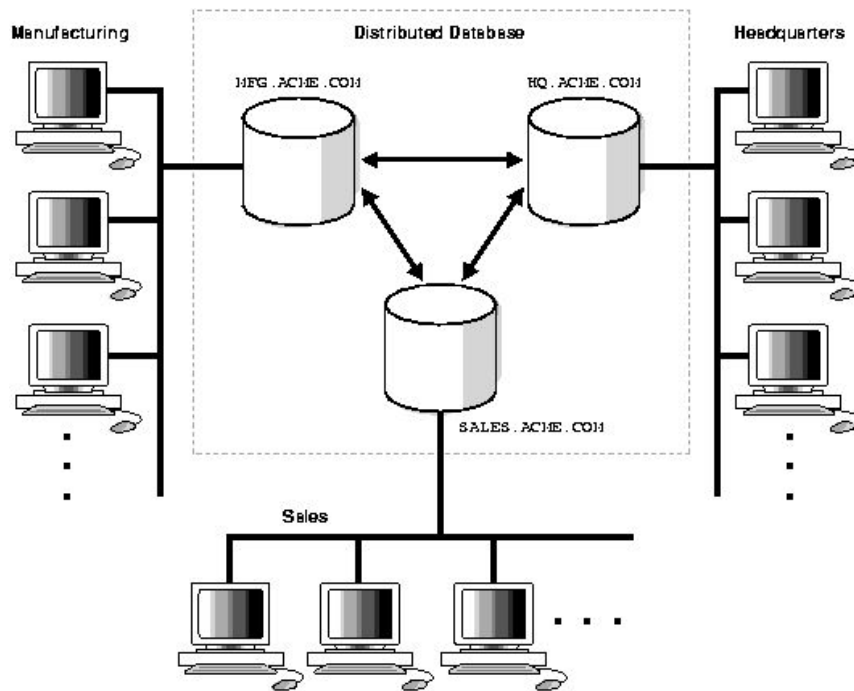 Manufacturing
Distributed Database
Headquarters
MFG.ACME.COM
HQ.ACME.COM
SALES.ACME.COM
Sales